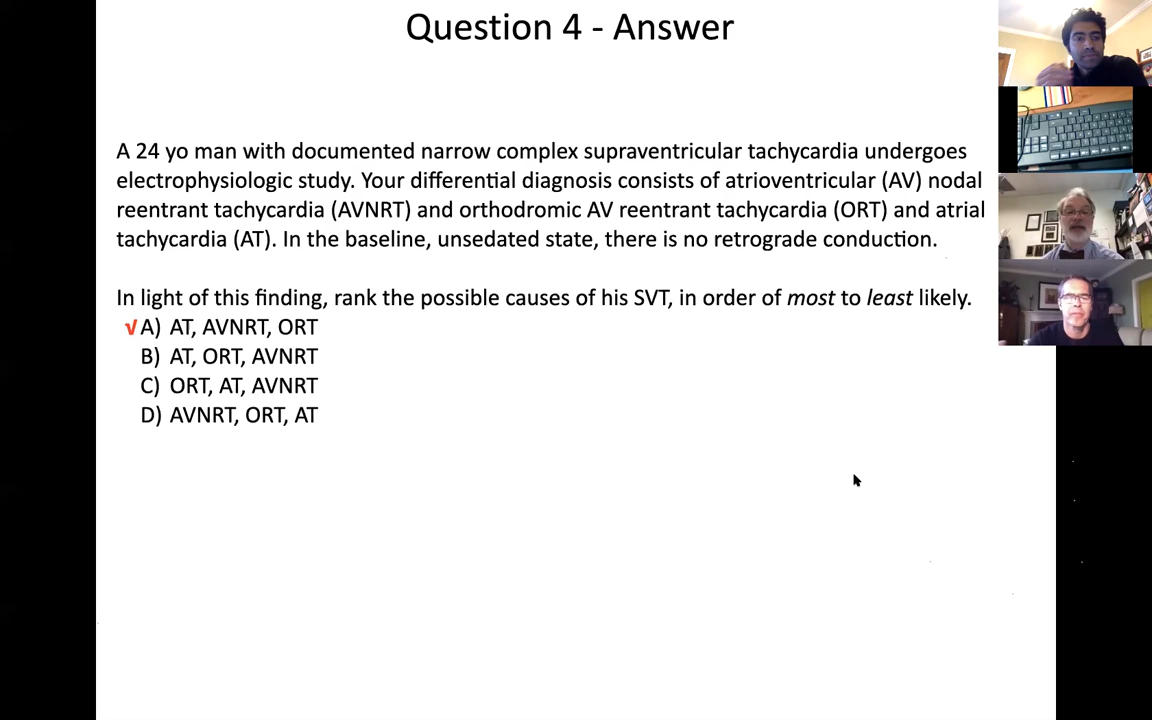 Question 4 - Answer
A 24 yo man with documented narrow complex supraventricular tachycardia undergoes
electrophysiologic study. Your differential diagnosis consists of atrioventricular (AV) nodal
reentrant tachycardia (AVNRT) and orthodromic AV reentrant tachycardia (ORT) and atrial
tachycardia (AT). In the baseline, unsedated state, there is no retrograde conduction.
In light of this finding, rank the possible causes of his SVT, in order of most to least likely.
√ A) AT, AVNRT, ORT
B) AT, ORT, AVNRT
C) ORT, AT, AVNRT
D) AVNRT, ORT, AT